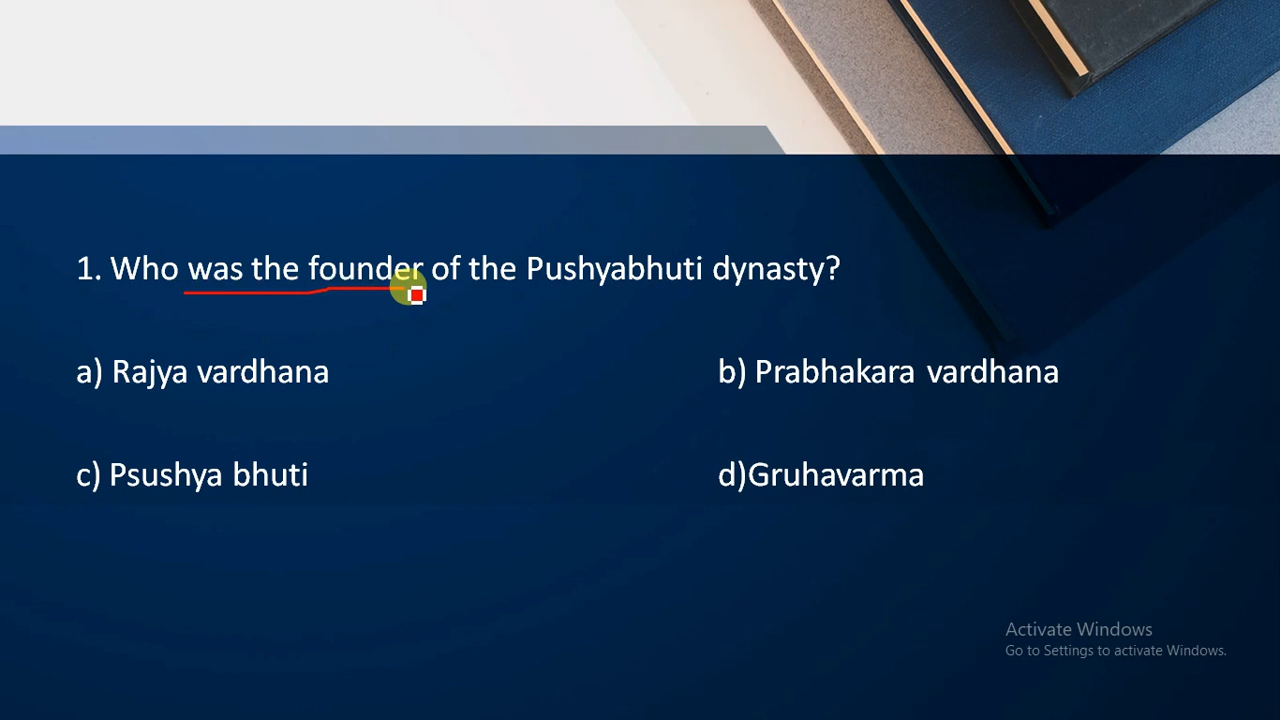 1. Who was the founder of the Pushyabhuti dynasty?
a) Rajya vardhana
b) Prabhakara vardhana
c) Psushya bhuti
d)Gruhavarma
Activate Windows
Go to Settings to activate Windows.